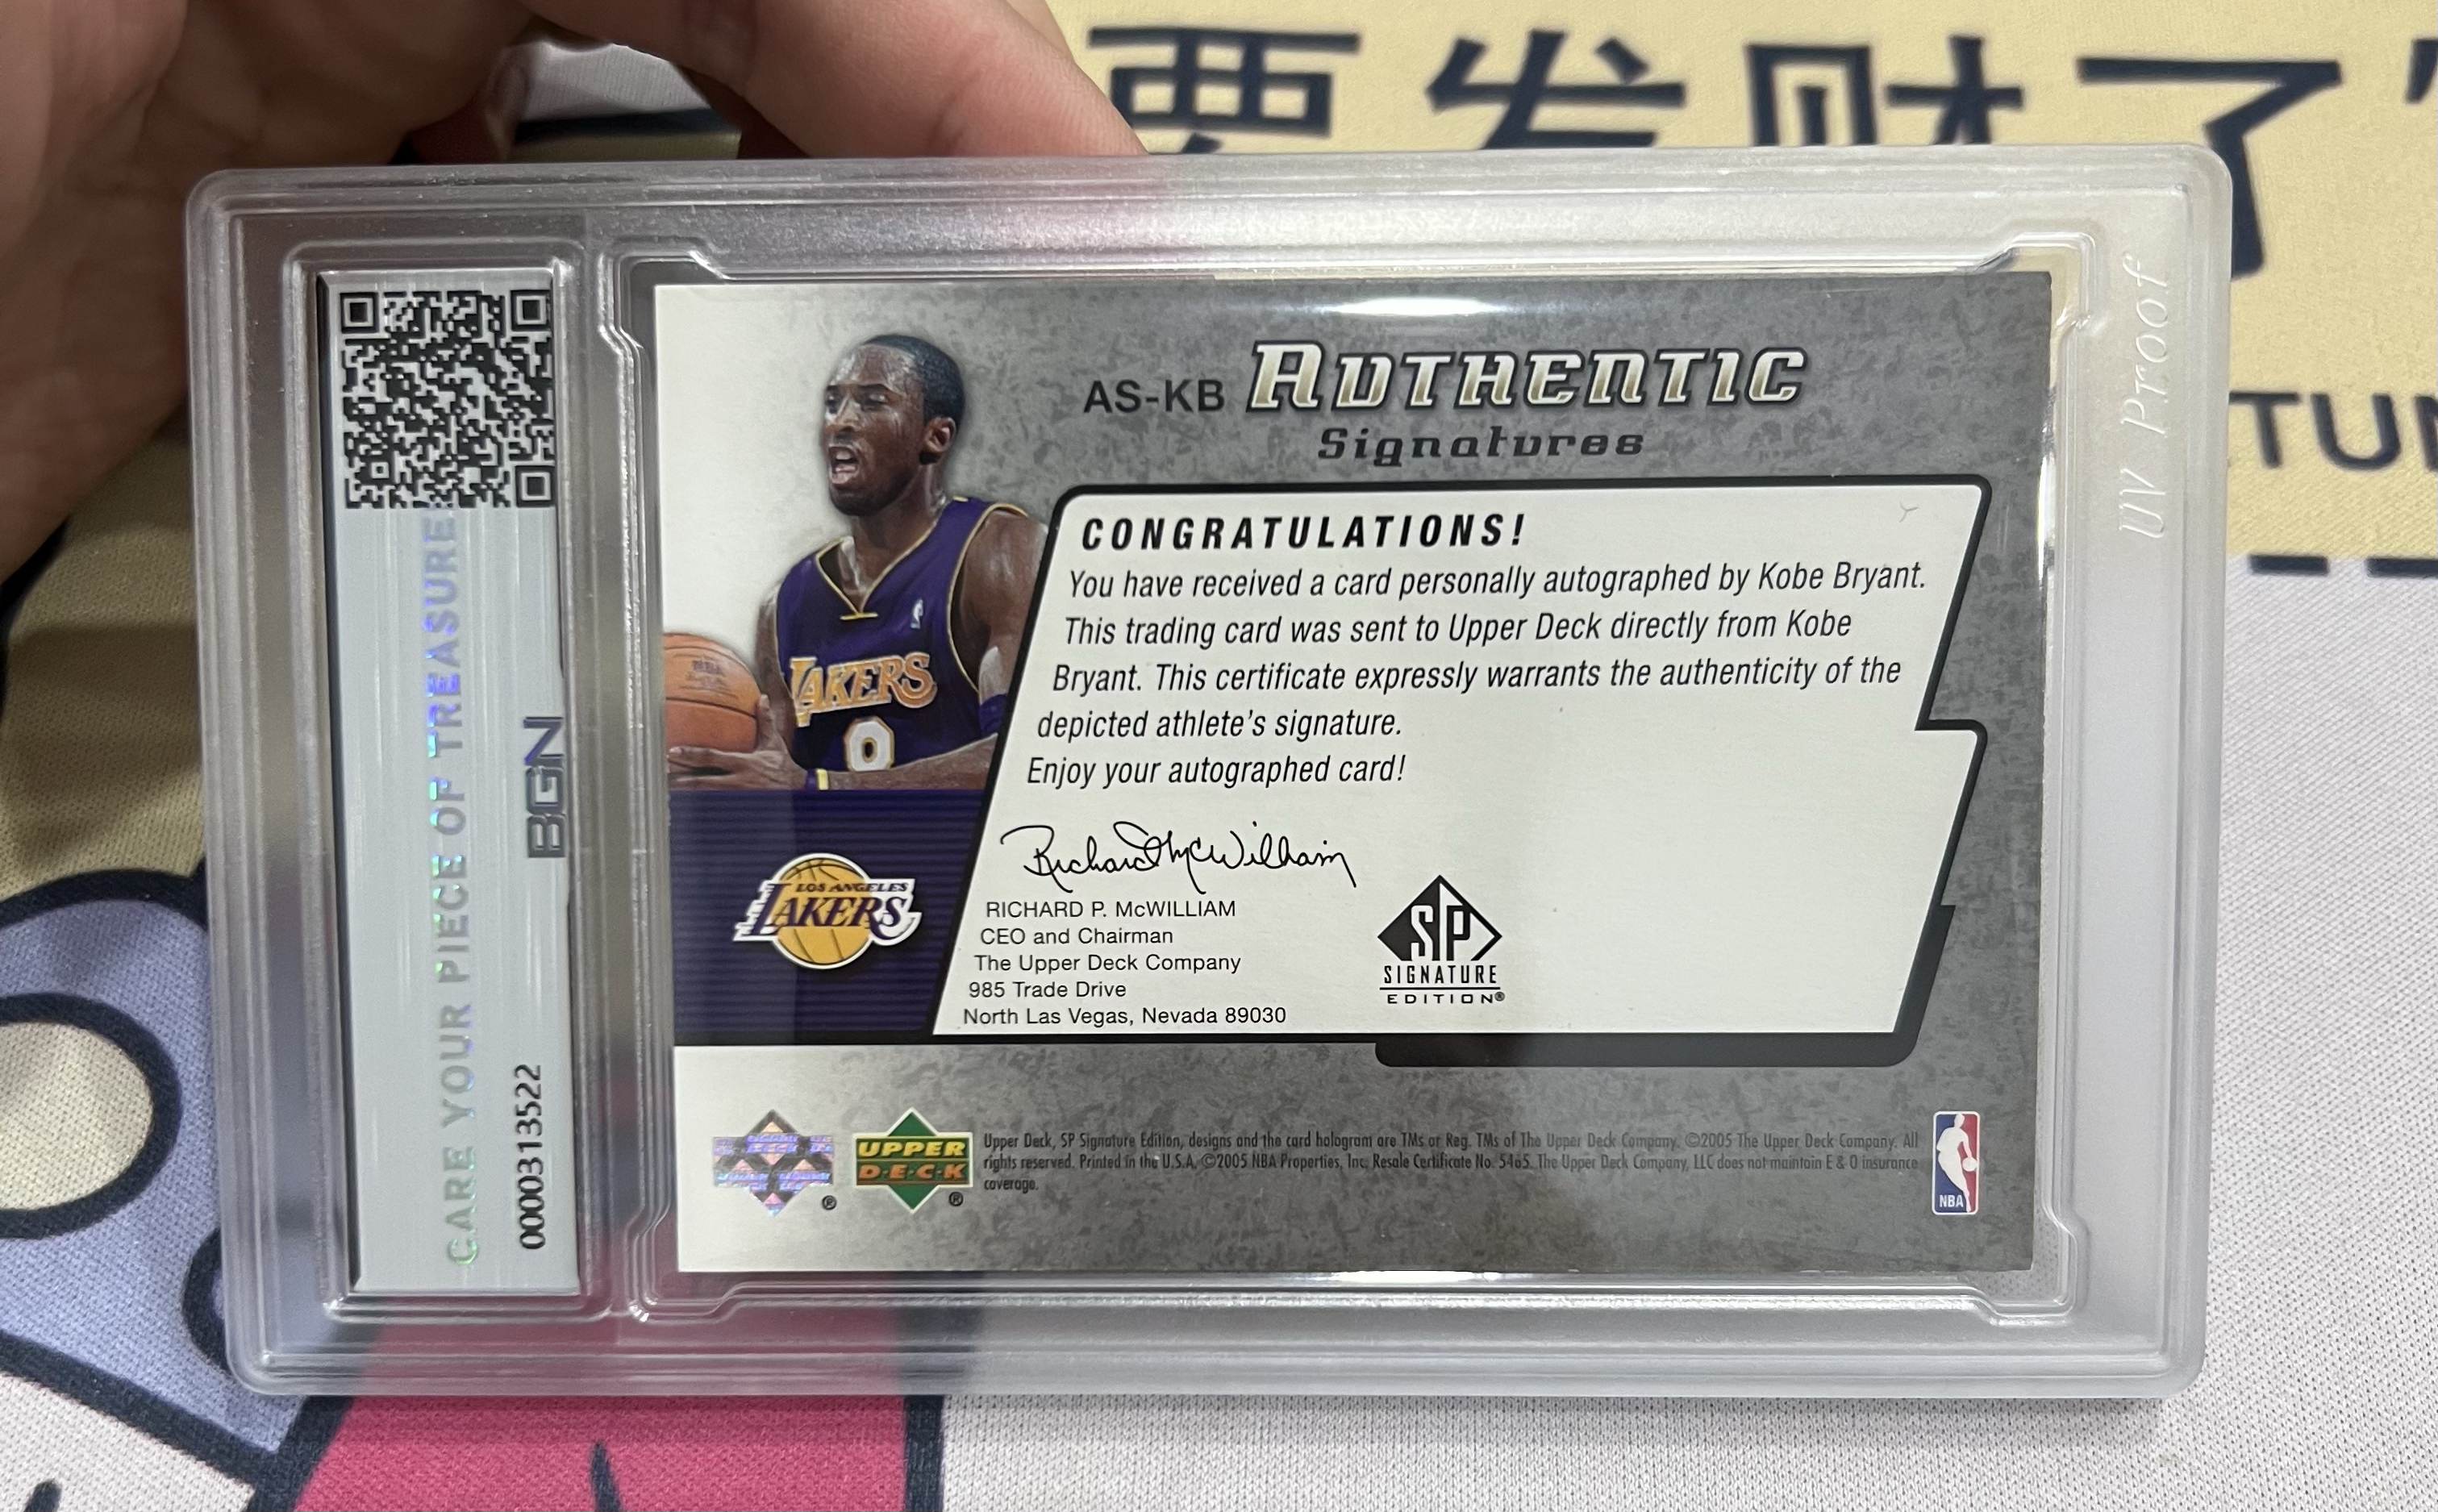 要发财了"
TUN
UV Proof
CARE YOUR PIECE OF TREASURE
BGN
0000313522
AS-KB AUTHENTIC
Signatures
CONGRATULATIONS!
You have received a card personally autographed by Kobe Bryant.
This trading card was sent to Upper Deck directly from Kobe
Bryant. This certificate expressly warrants the authenticity of the
depicted athlete's signature.
Enjoy your autographed card!
LAKERS
Richard McWilliam
RICHARD P. McWILLIAM
CEO and Chairman
The Upper Deck Company
985 Trade Drive
North Las Vegas, Nevada 89030
LOS ANGELES
LAKERS
SP
SIGNATURE
EDITION®
UPPER
DECK
®
®
Upper Deck, SP Signature Edition, designs and the card hologram are TMs or Reg. TMs of The Upper Deck Company. ©2005 The Upper Deck Company. All
rights reserved. Printed in the U.S.A. ©2005 NBA Properties, Inc. Resale Certificate No. 5465. The Upper Deck Company, LLC does not maintain E & O insurance
coverage.
NBA